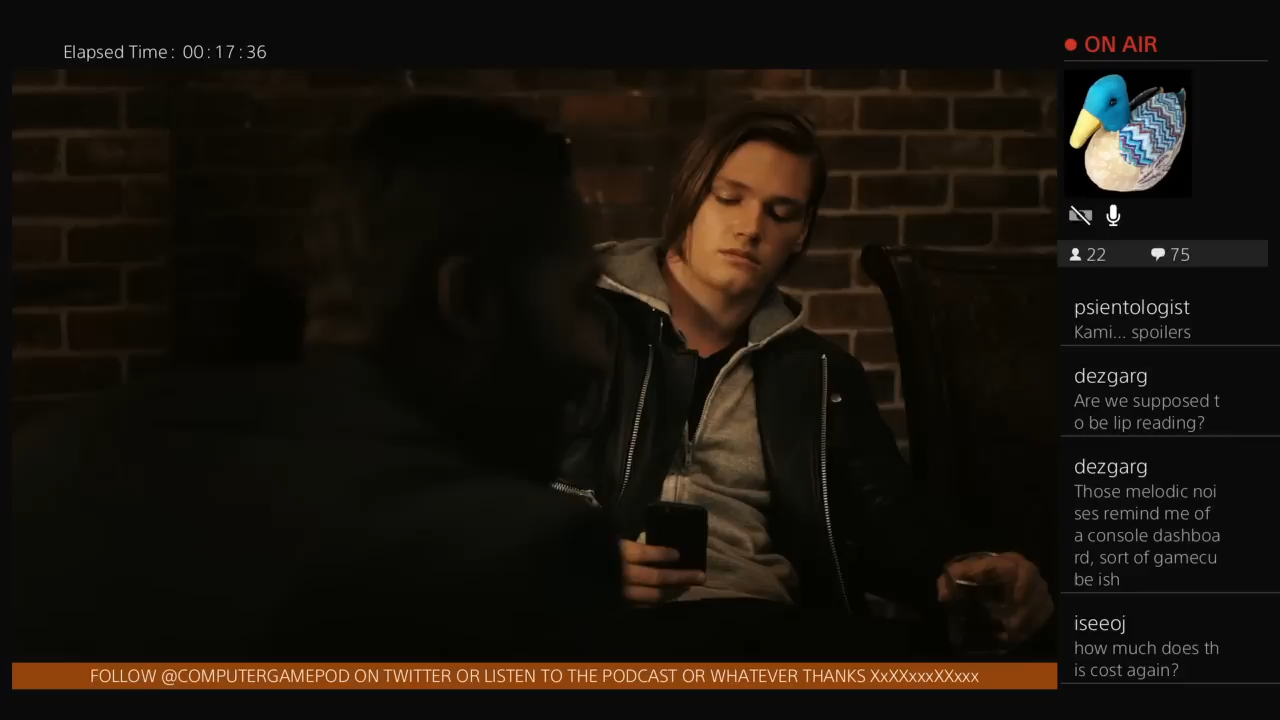 Elapsed Time: 00:17:36
ON AIR
22 75
psientologist
Kami... spoilers
dezgarg
Are we supposed t
o be lip reading?
dezgarg
Those melodic noi
ses remind me of
a console dashboa
rd, sort of gamecu
be ish
iseeoj
how much does th
is cost again?
FOLLOW @COMPUTERGAMEPOD ON TWITTER OR LISTEN TO THE PODCAST OR WHATEVER THANKS XxXXxxxXXxxx